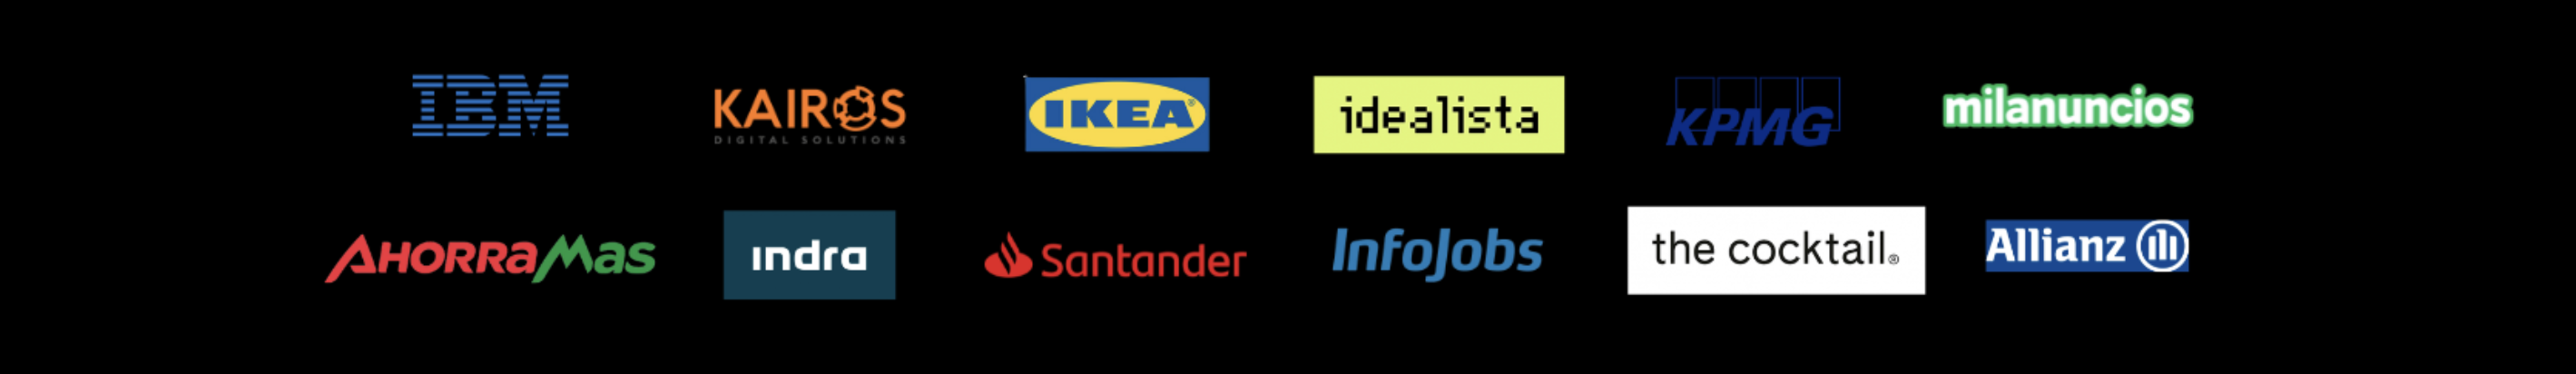 IBM KAIROS IKEA® idealista KPMG milanuncios
DIGITAL SOLUTIONS
AHORRAMAS indra Santander InfoJobs the cocktail® Allianz